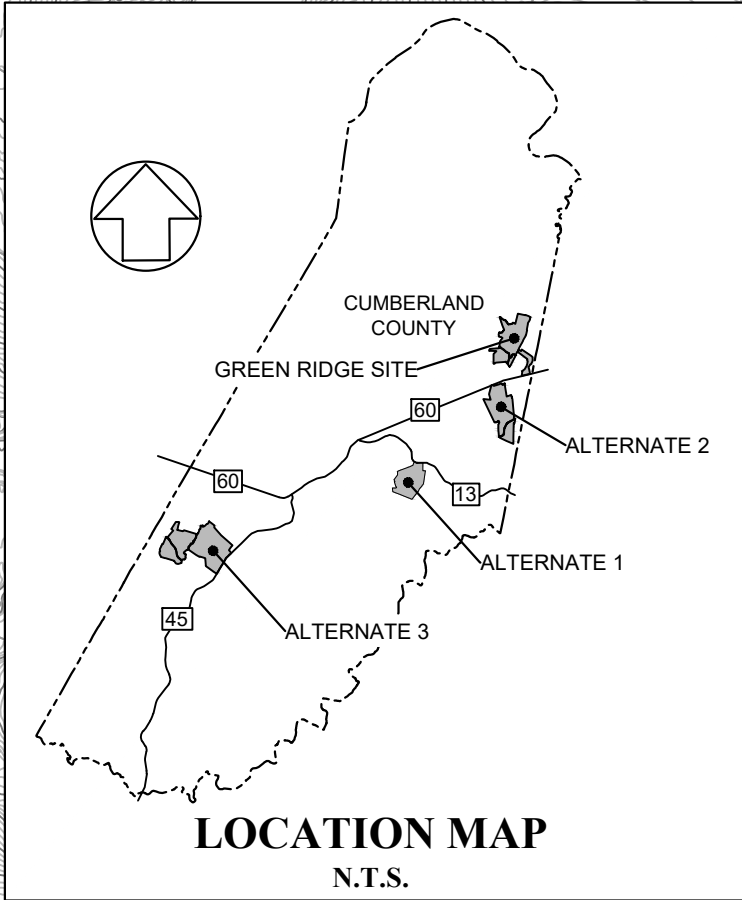 CUMBERLAND
COUNTY
GREEN RIDGE SITE
60
ALTERNATE 2
60
13
ALTERNATE 1
45
ALTERNATE 3
LOCATION MAP
N.T.S.